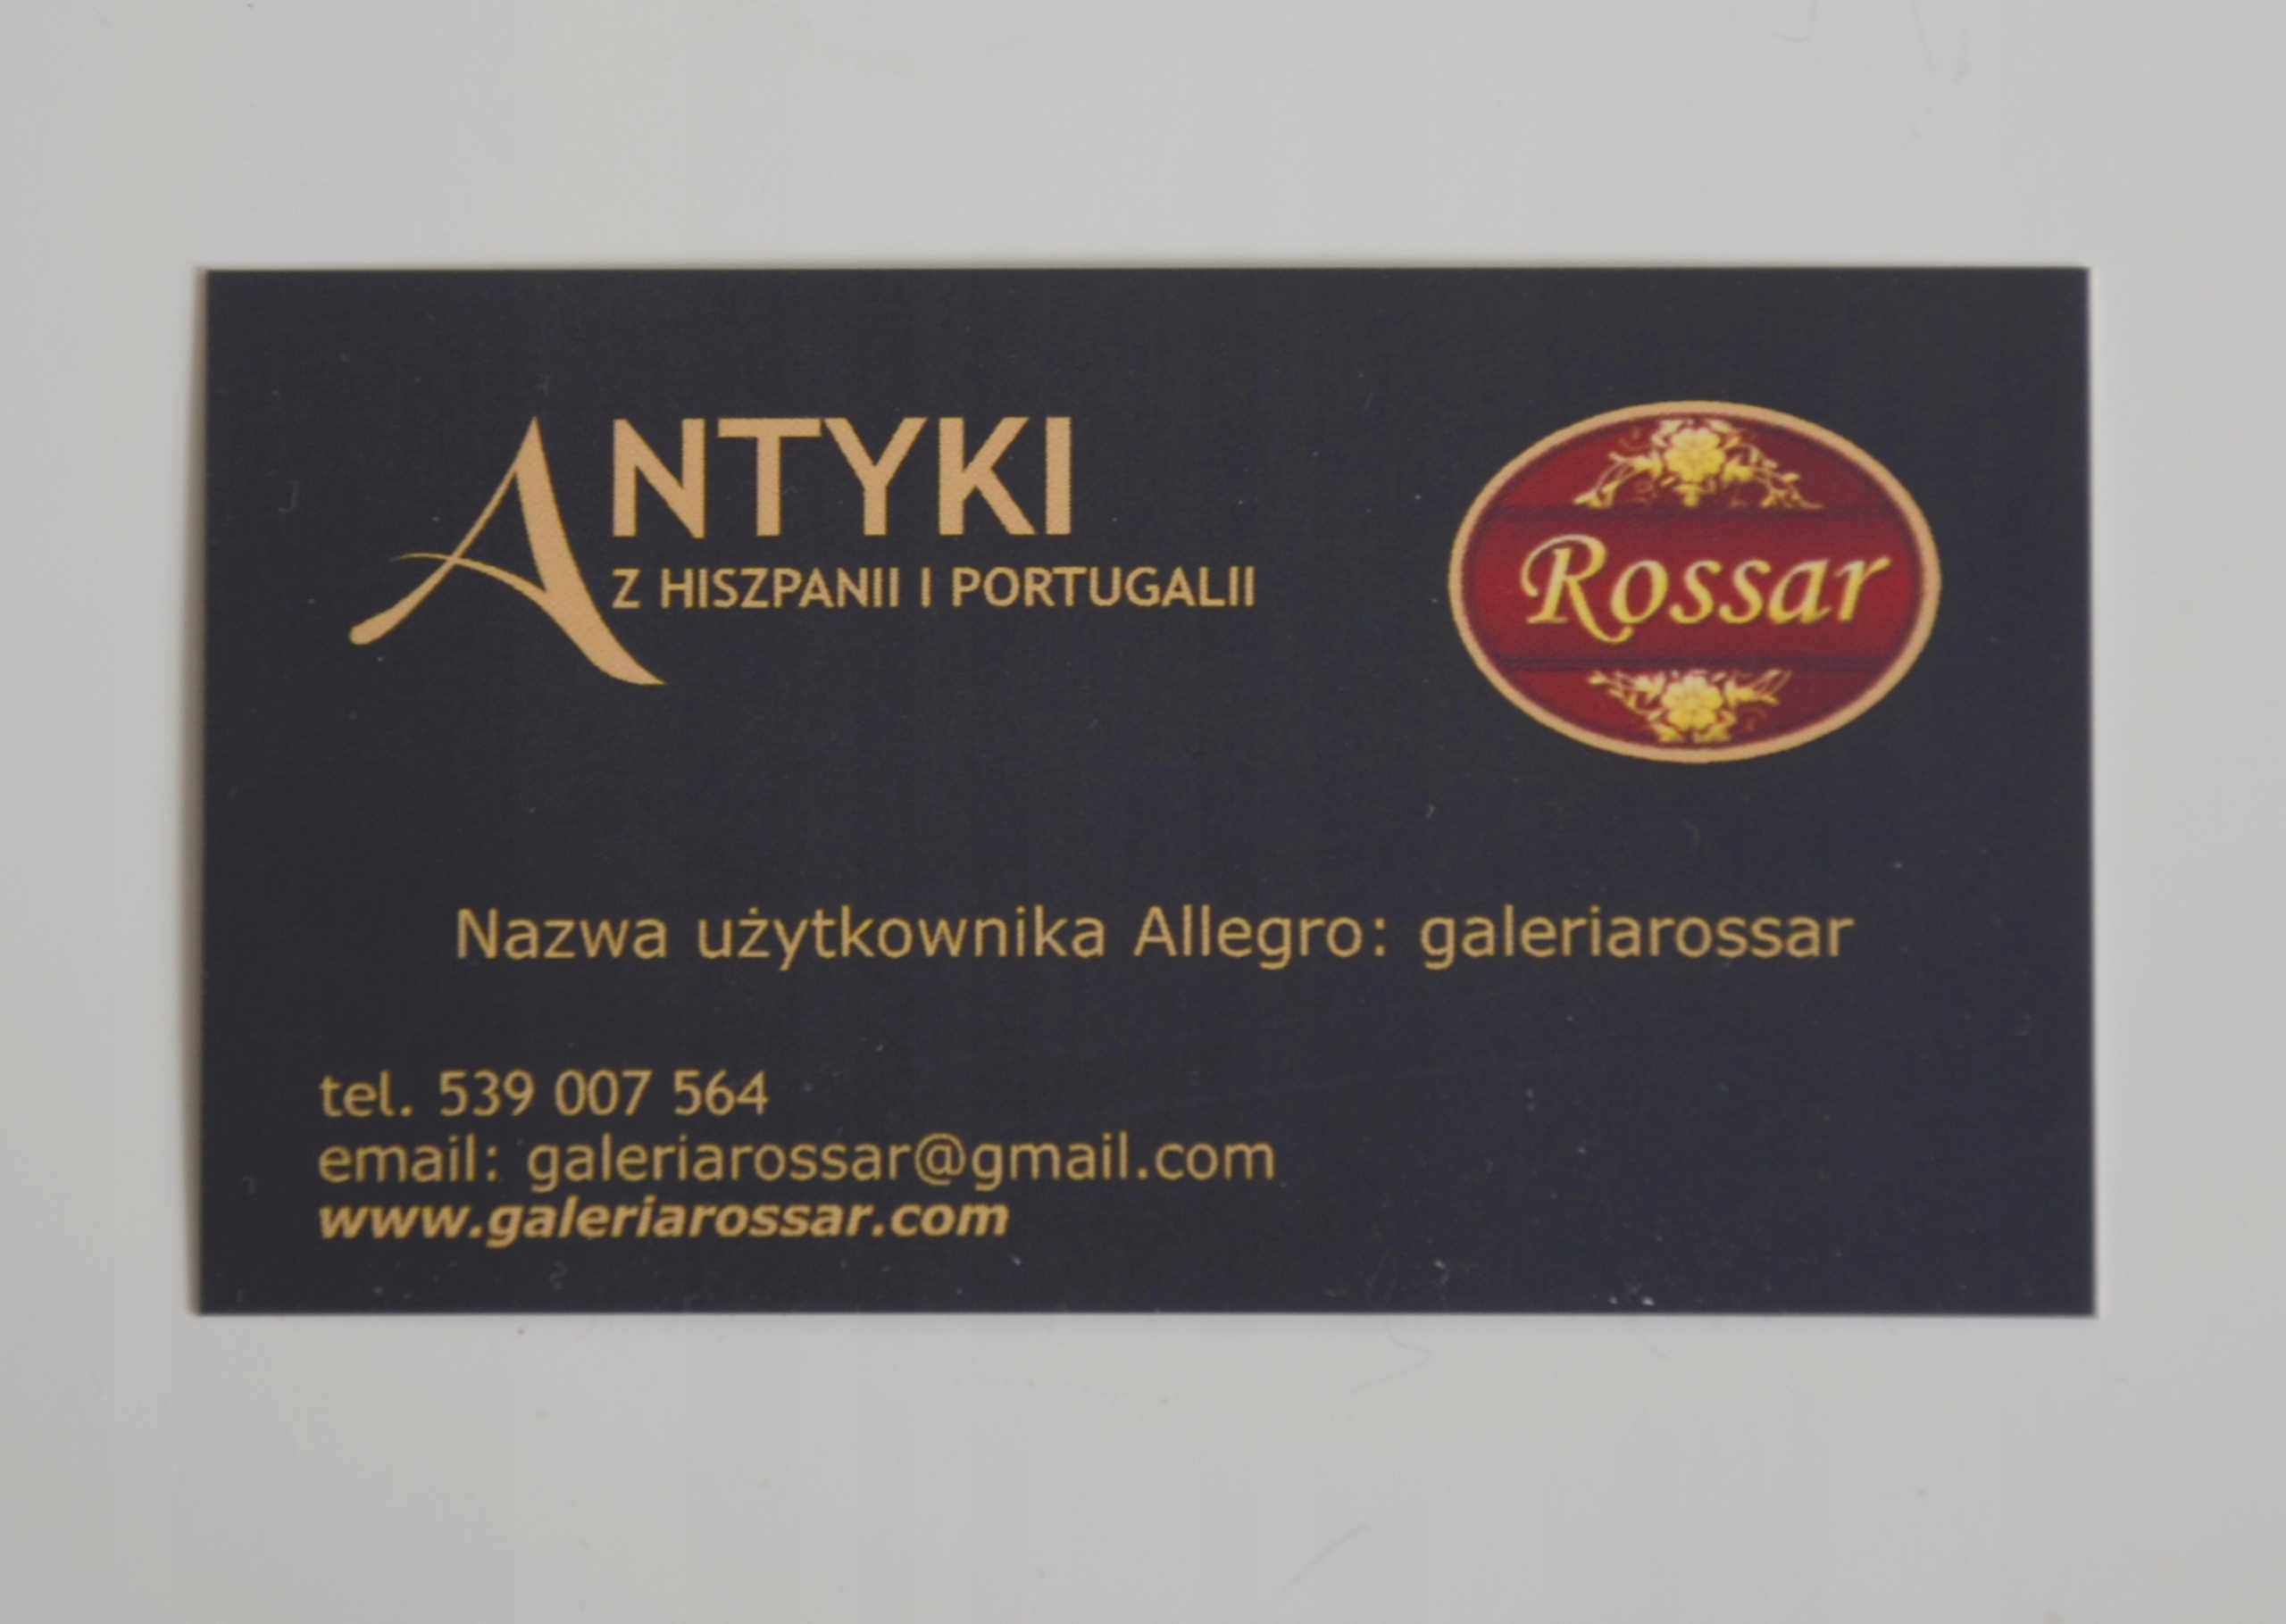 ANTYKI
Z HISZPANII I PORTUGALII
Rossar
Nazwa użytkownika Allegro: galeriarossar
tel. 539 007 564
email: galeriarossar@gmail.com
www.galeriarossar.com